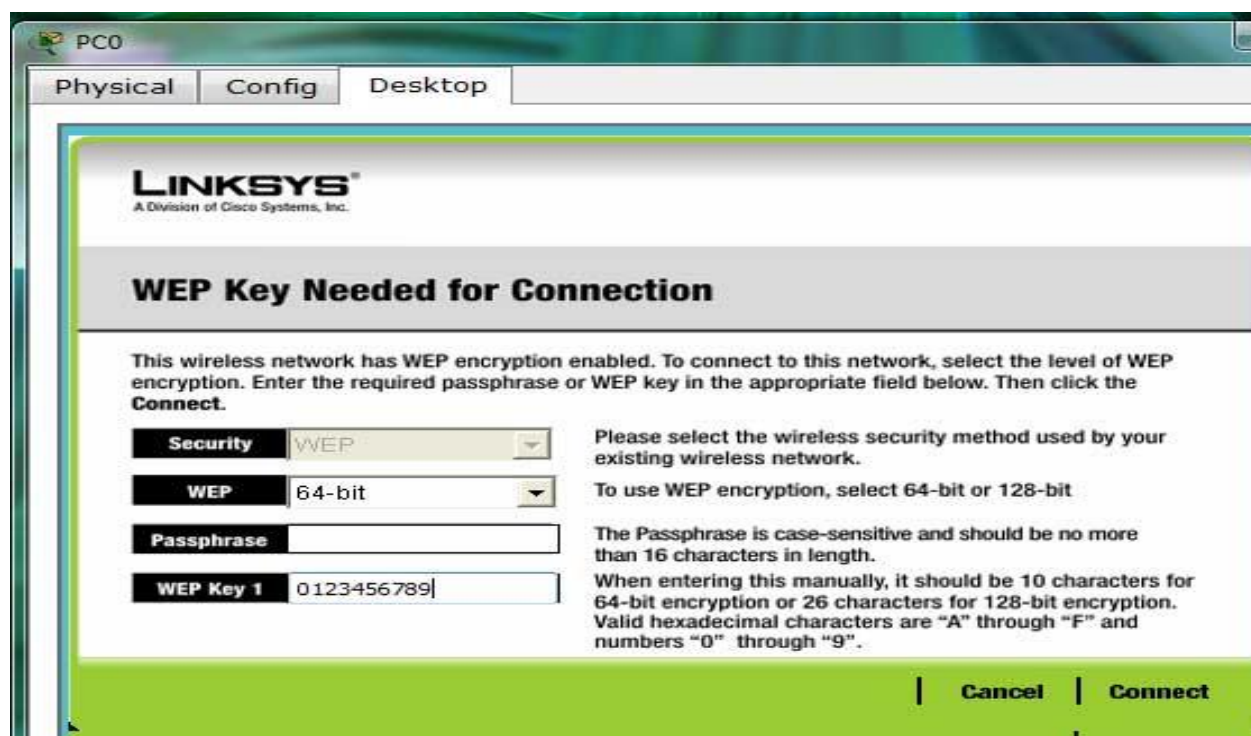 PC0
Physical Config Desktop
LINKSYS®
A Division of Cisco Systems, Inc.
WEP Key Needed for Connection
This wireless network has WEP encryption enabled. To connect to this network, select the level of WEP
encryption. Enter the required passphrase or WEP key in the appropriate field below. Then click the
Connect.
Security WEP Please select the wireless security method used by your
existing wireless network.
WEP 64-bit To use WEP encryption, select 64-bit or 128-bit
Passphrase The Passphrase is case-sensitive and should be no more
than 16 characters in length.
WEP Key 1 0123456789 When entering this manually, it should be 10 characters for
64-bit encryption or 26 characters for 128-bit encryption.
Valid hexadecimal characters are “A” through “F” and
numbers “0” through “9”.
Cancel Connect